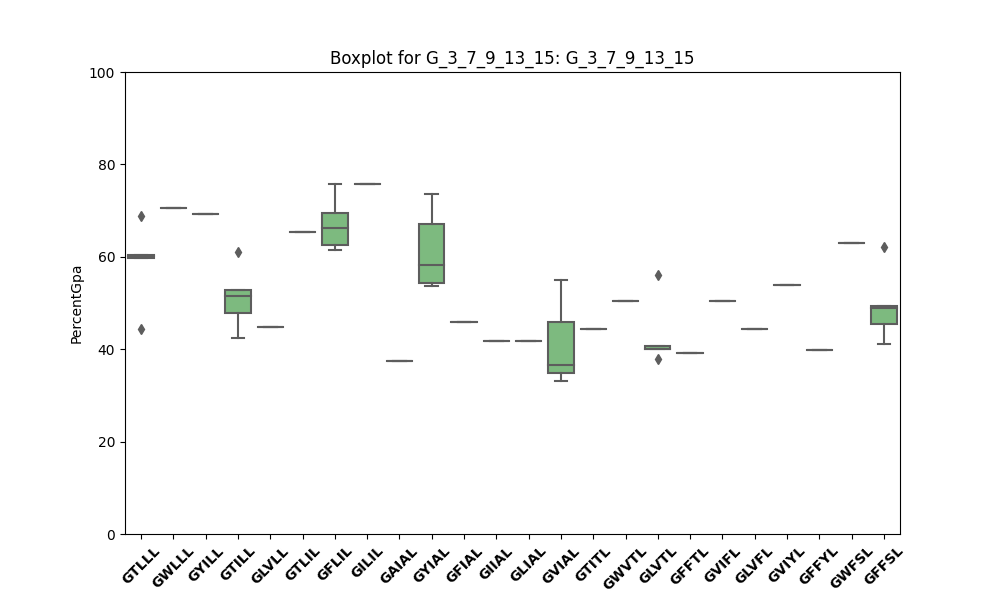 Boxplot for G_3_7_9_13_15: G_3_7_9_13_15
100
80
60
40
20
0
PercentGpa
GTLLL
GWLLL
GYILL
GTILL
GLVLL
GTLIL
GFLIL
GILIL
GAIAL
GYIAL
GFIAL
GIIAL
GLIAL
GVIAL
GTITL
GWVTL
GLVTL
GFFTL
GVIFL
GLVFL
GVIYL
GFFYL
GWFSL
GFFSL